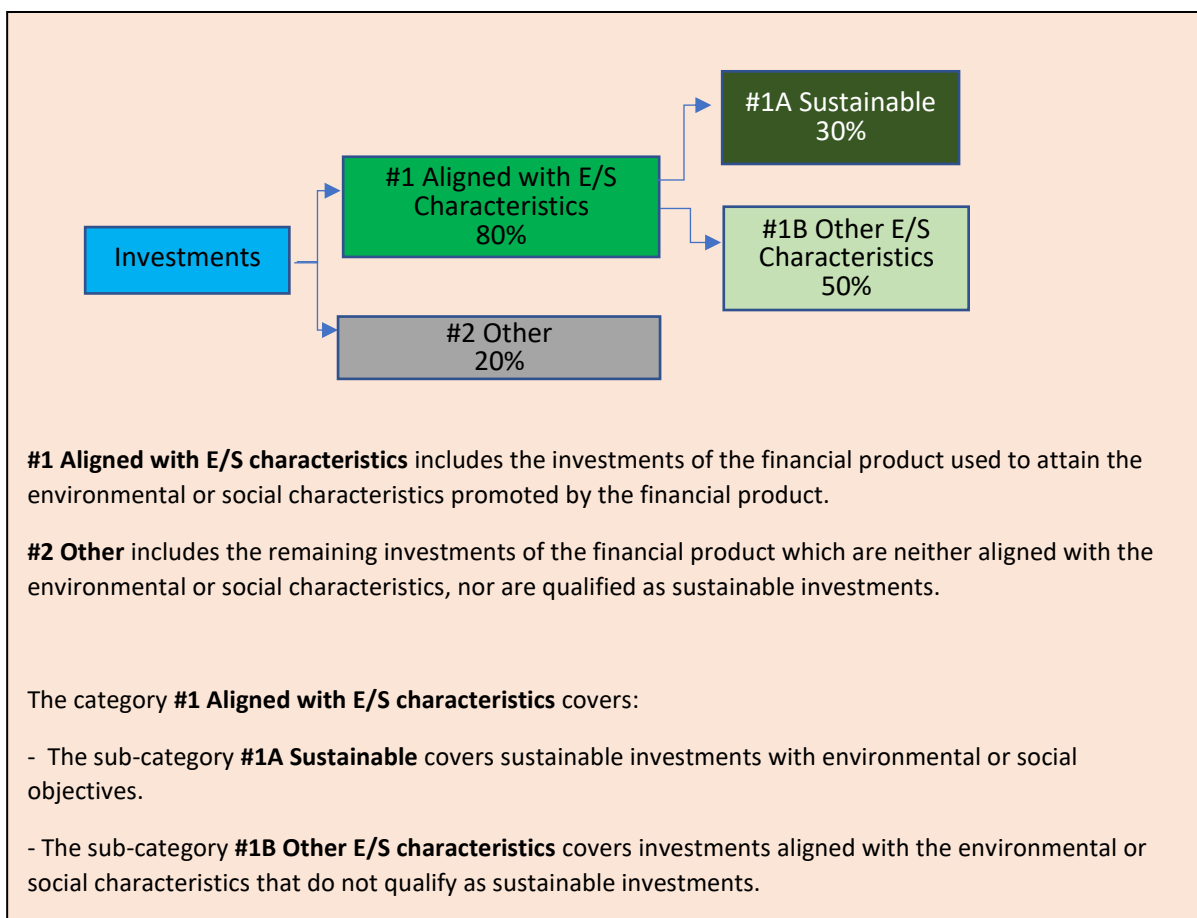 #1A Sustainable
30%
#1 Aligned with E/S
Characteristics
80%
Investments
#1B Other E/S
Characteristics
50%
#2 Other
20%
#1 Aligned with E/S characteristics includes the investments of the financial product used to attain the
environmental or social characteristics promoted by the financial product.
#2 Other includes the remaining investments of the financial product which are neither aligned with the
environmental or social characteristics, nor are qualified as sustainable investments.
The category #1 Aligned with E/S characteristics covers:
- The sub-category #1A Sustainable covers sustainable investments with environmental or social
objectives.
- The sub-category #1B Other E/S characteristics covers investments aligned with the environmental or
social characteristics that do not qualify as sustainable investments.